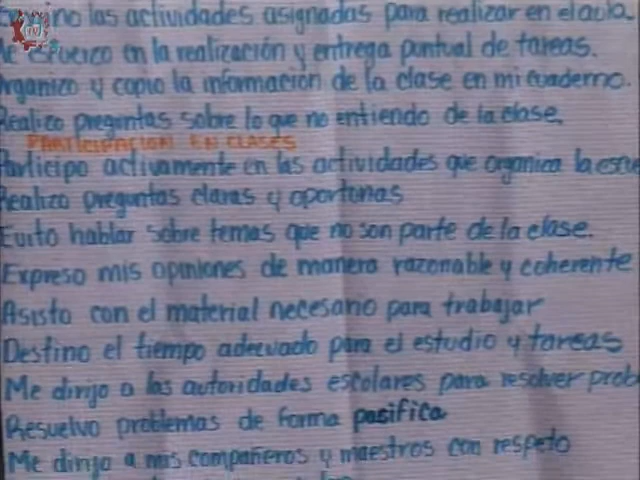 Termino las actividades asignadas para realizar en el aula.
Me esfuerzo en la realización y entrega puntual de tareas.
Organizo y copio la información de la clase en mi cuaderno.
Realizo preguntas sobre lo que no entiendo de la clase.
PARTICIPACION EN CLASES
Participo activamente en las actividades que organiza la escue
Realizo preguntas claras y oportunas
Evito hablar sobre temas que no son parte de la clase.
Expreso mis opiniones de manera razonable y coherente
Asisto con el material necesario para trabajar
Destino el tiempo adecuado para el estudio y tareas
Me dirijo a las autoridades escolares para resolver prob
Resuelvo problemas de forma pasifica
Me dirijo a mis compañeros y maestros con respeto